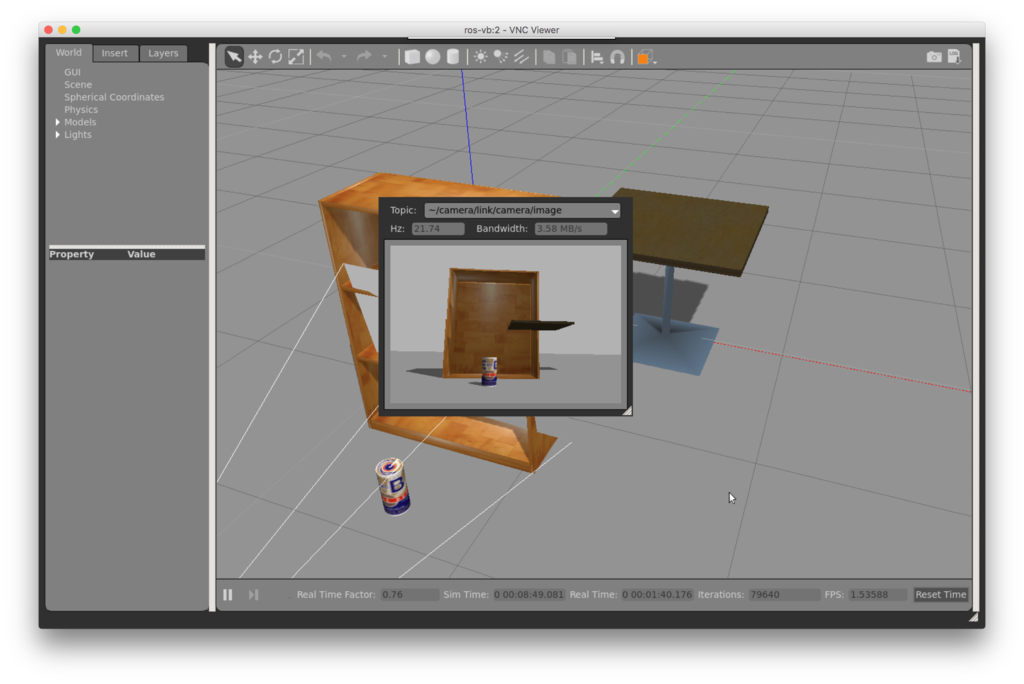 ros-vb:2 - VNC Viewer
World Insert Layers
GUI
Scene
Spherical Coordinates
Physics
Models
Lights
Property Value
Topic: ~/camera/link/camera/image
Hz: 21.74 Bandwidth: 3.58 MB/s
B
B
Real Time Factor: 0.76 Sim Time: 0 00:08:49.081 Real Time: 0 00:01:40.176 Iterations: 79640 FPS: 1.53588 Reset Time